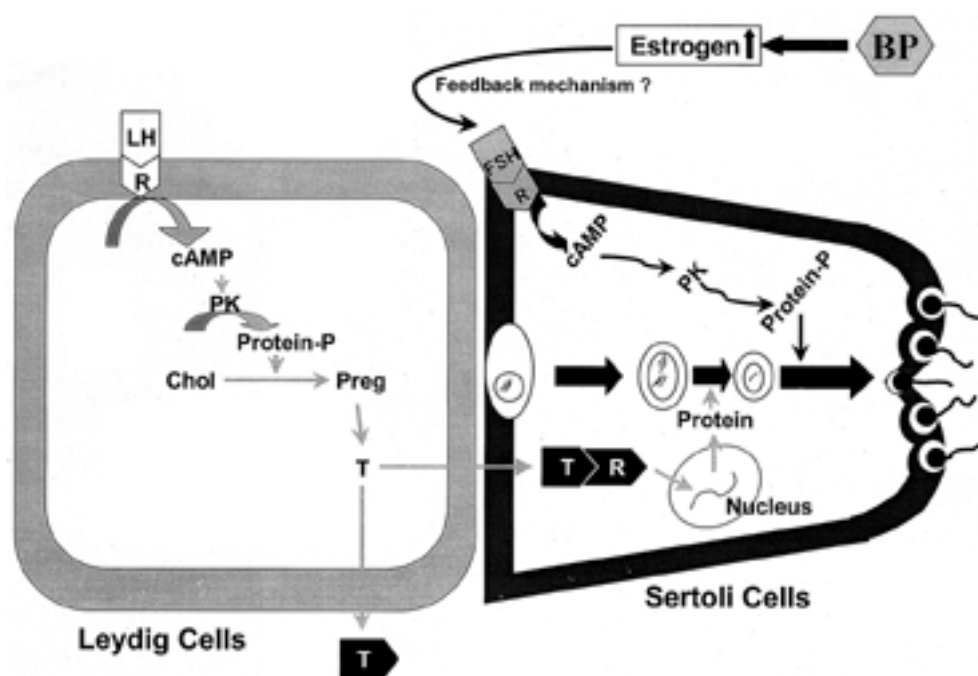 Estrogen
BP
Feedback mechanism ?
LH
R
FSH
R
cAMP
cAMP
PK
PK
Protein-P
Protein-P
Chol
Preg
Protein
T
T
R
Nucleus
Sertoli Cells
Leydig Cells
T